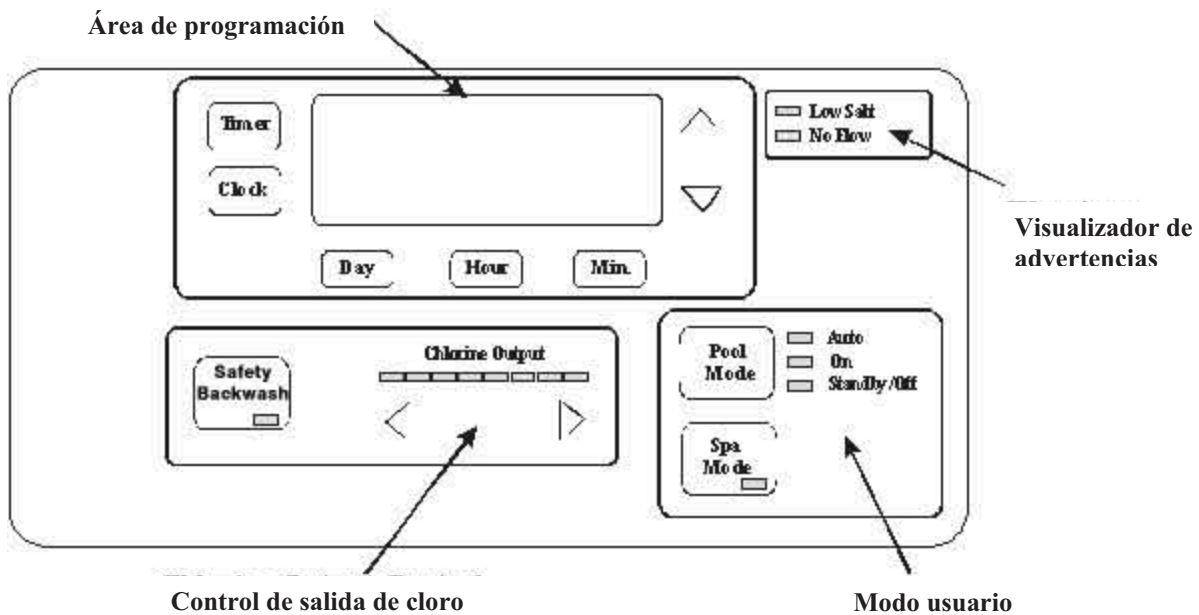 Área de programación
Timer
Clock
Day
Hour
Min.
Low Salt
No Flow
Visualizador de
advertencias
Safety
Backwash
Chlorine Output
Pool
Mode
Auto
On
StandBy/Off
Spa
Mode
Control de salida de cloro
Modo usuario